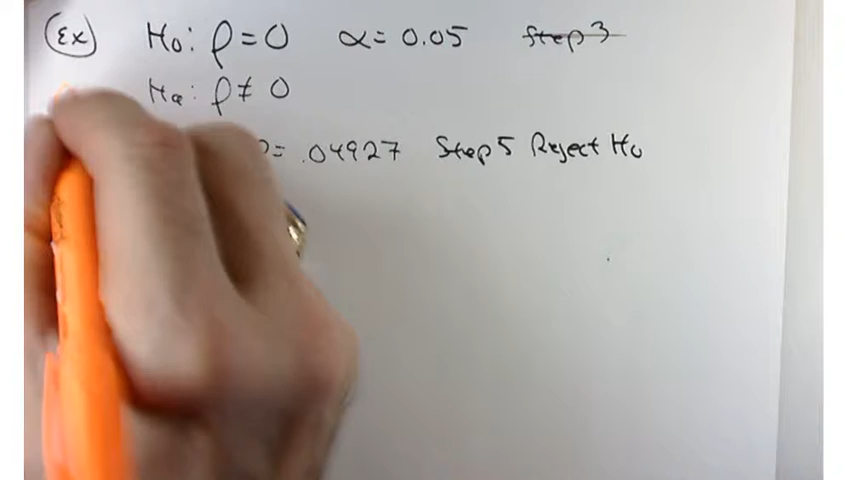 Ex H₀: ρ = 0 α = 0.05 Step 3
Hₐ: ρ ≠ 0
= .04927 Step 5 Reject H₀